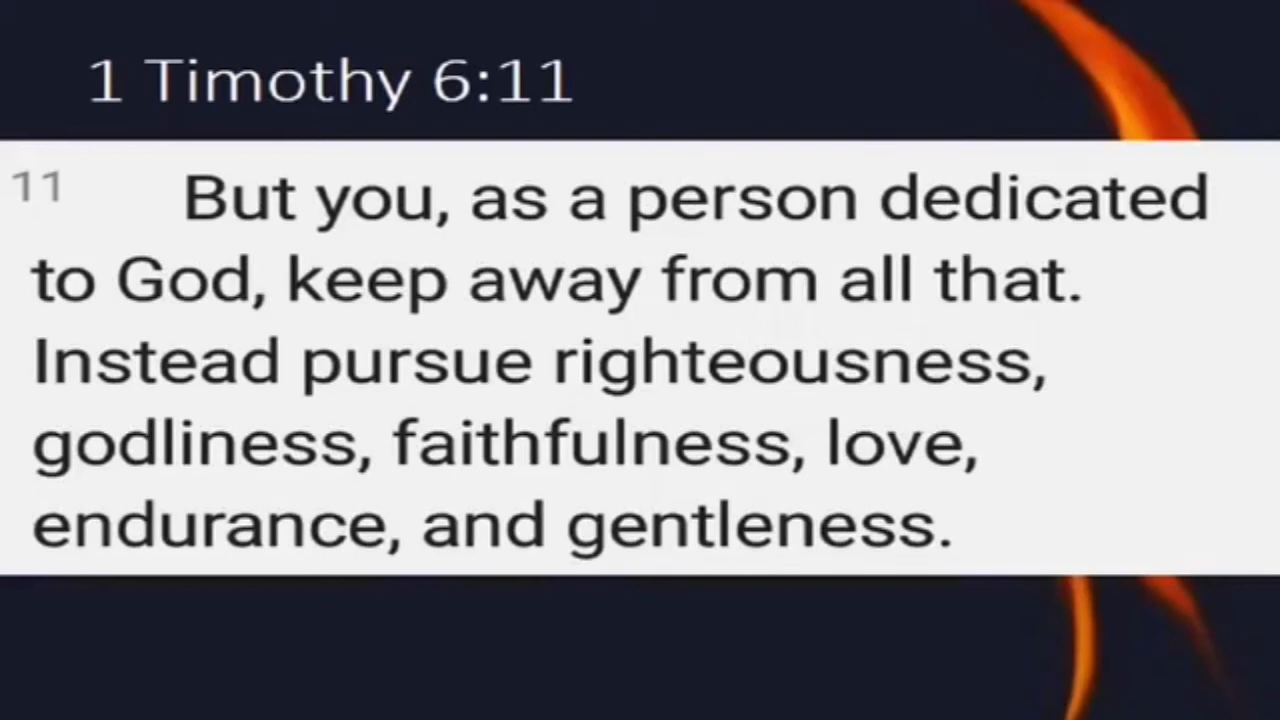 1 Timothy 6:11
11 But you, as a person dedicated
to God, keep away from all that.
Instead pursue righteousness,
godliness, faithfulness, love,
endurance, and gentleness.